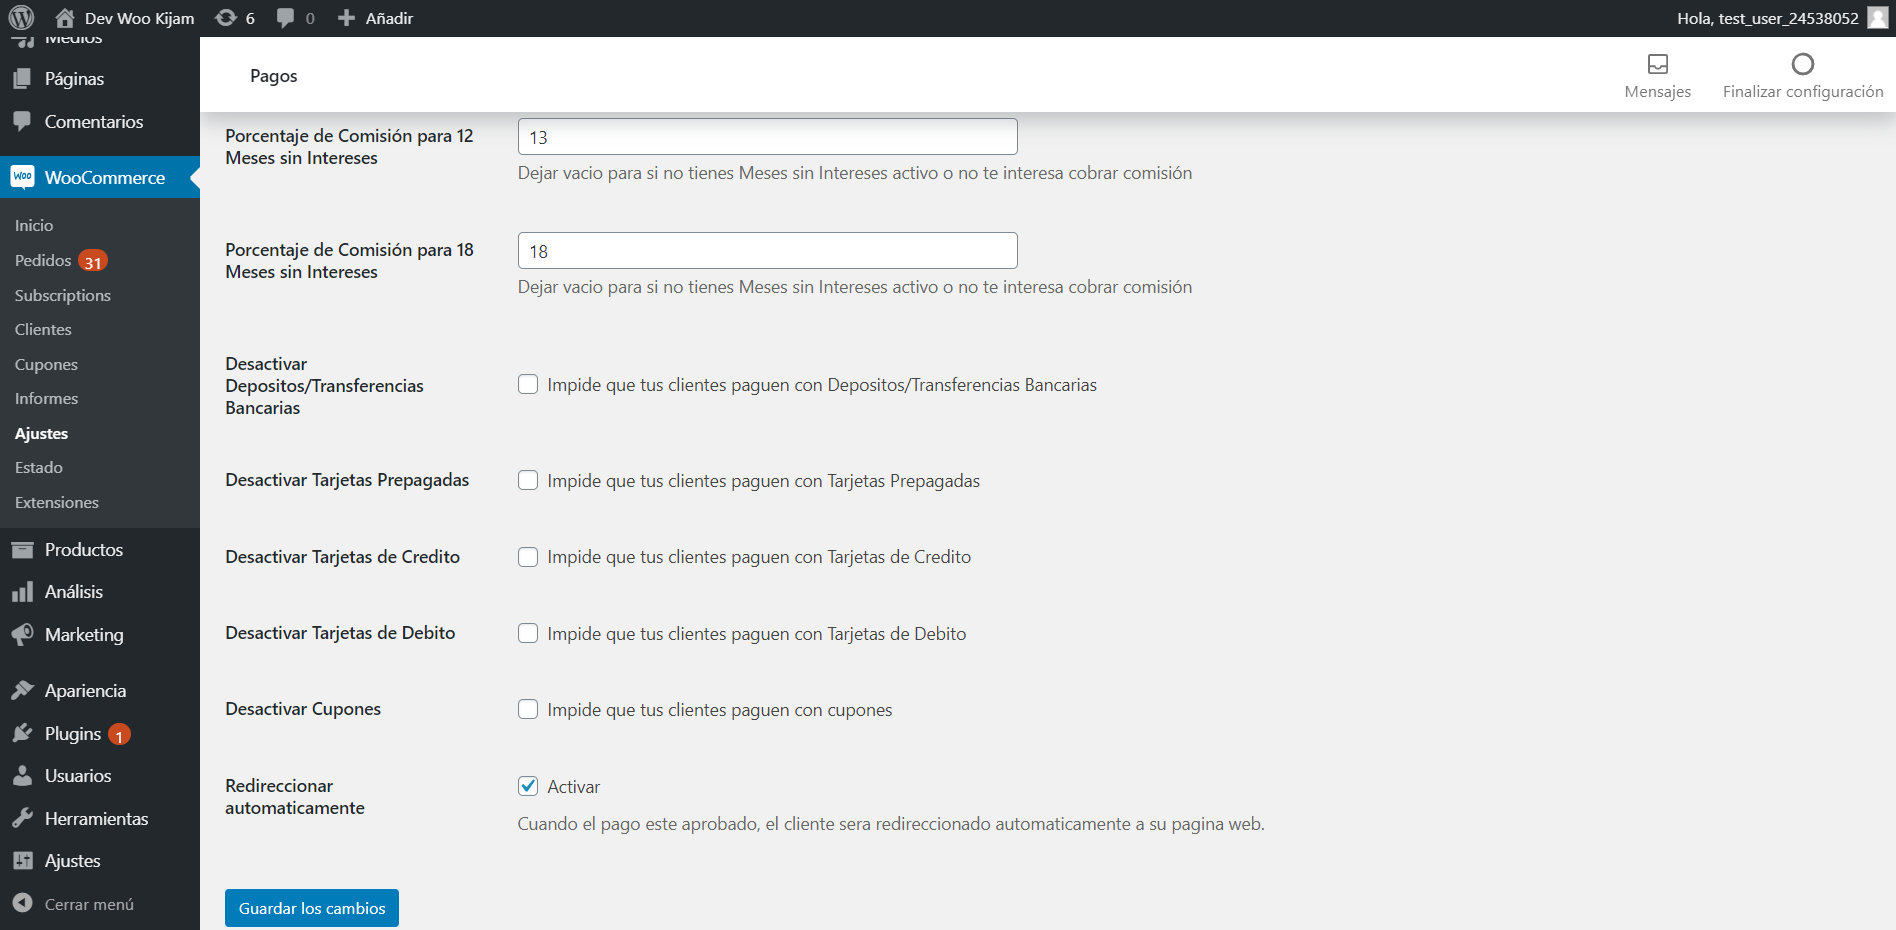 Dev Woo Kijam
6
0
Añadir
Hola, test_user_24538052
Medios
Páginas
Comentarios
Woo
WooCommerce
Inicio
Pedidos 31
Subscriptions
Clientes
Cupones
Informes
Ajustes
Estado
Extensiones
Productos
Análisis
Marketing
Apariencia
Plugins 1
Usuarios
Herramientas
Ajustes
Cerrar menú
Pagos
Mensajes
Finalizar configuración
Porcentaje de Comisión para 12
Meses sin Intereses
13
Dejar vacio para si no tienes Meses sin Intereses activo o no te interesa cobrar comisión
Porcentaje de Comisión para 18
Meses sin Intereses
18
Dejar vacio para si no tienes Meses sin Intereses activo o no te interesa cobrar comisión
Desactivar
Depositos/Transferencias
Bancarias
Impide que tus clientes paguen con Depositos/Transferencias Bancarias
Desactivar Tarjetas Prepagadas
Impide que tus clientes paguen con Tarjetas Prepagadas
Desactivar Tarjetas de Credito
Impide que tus clientes paguen con Tarjetas de Credito
Desactivar Tarjetas de Debito
Impide que tus clientes paguen con Tarjetas de Debito
Desactivar Cupones
Impide que tus clientes paguen con cupones
Redireccionar
automaticamente
Activar
Cuando el pago este aprobado, el cliente sera redireccionado automaticamente a su pagina web.
Guardar los cambios